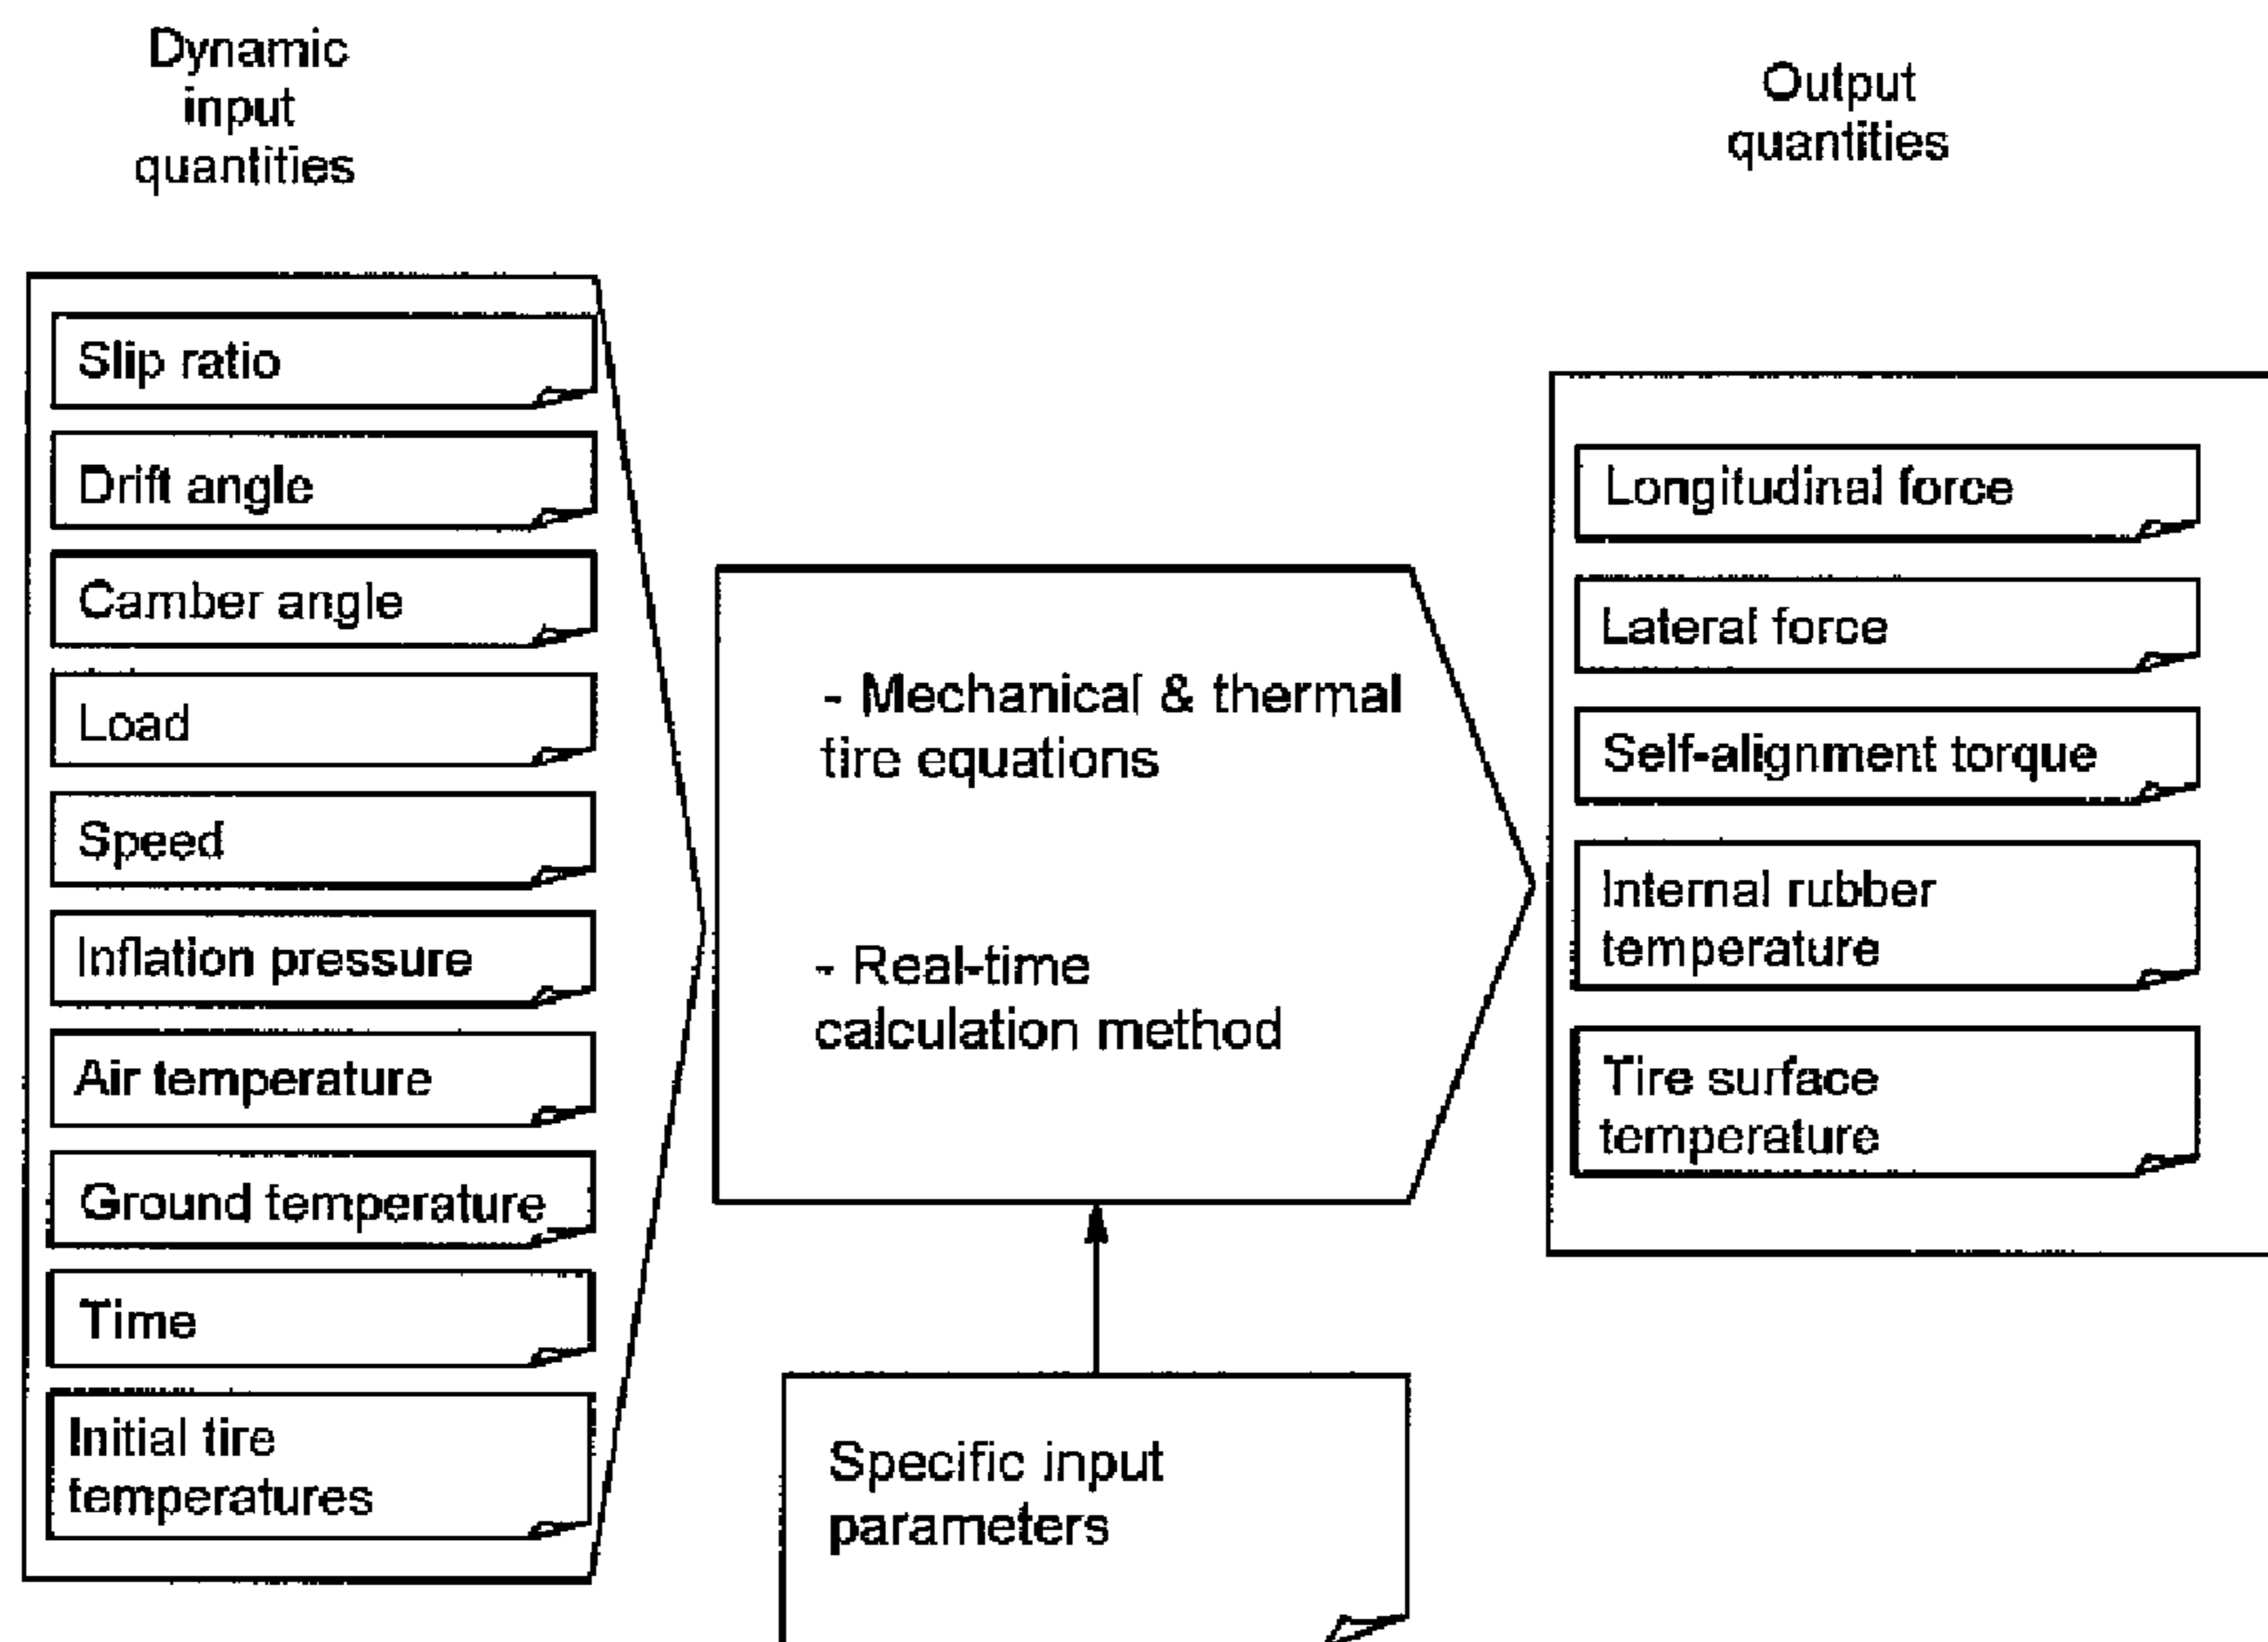 Dynamic
input
quantities
Slip ratio
Drift angle
Camber angle
Load
Speed
Inflation pressure
Air temperature
Ground temperature
Time
Initial tire
temperatures
- Mechanical & thermal
tire equations
- Real-time
calculation method
Specific input
parameters
Output
quantities
Longitudinal force
Lateral force
Self-alignment torque
Internal rubber
temperature
Tire surface
temperature